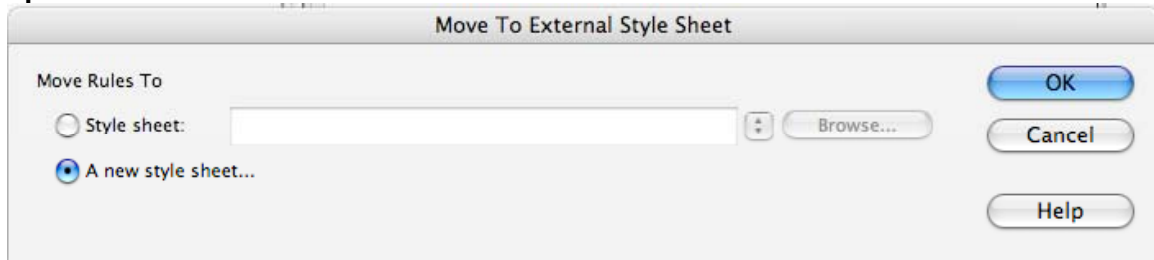 Move To External Style Sheet
Move Rules To
OK
Style sheet:
Browse...
Cancel
A new style sheet...
Help